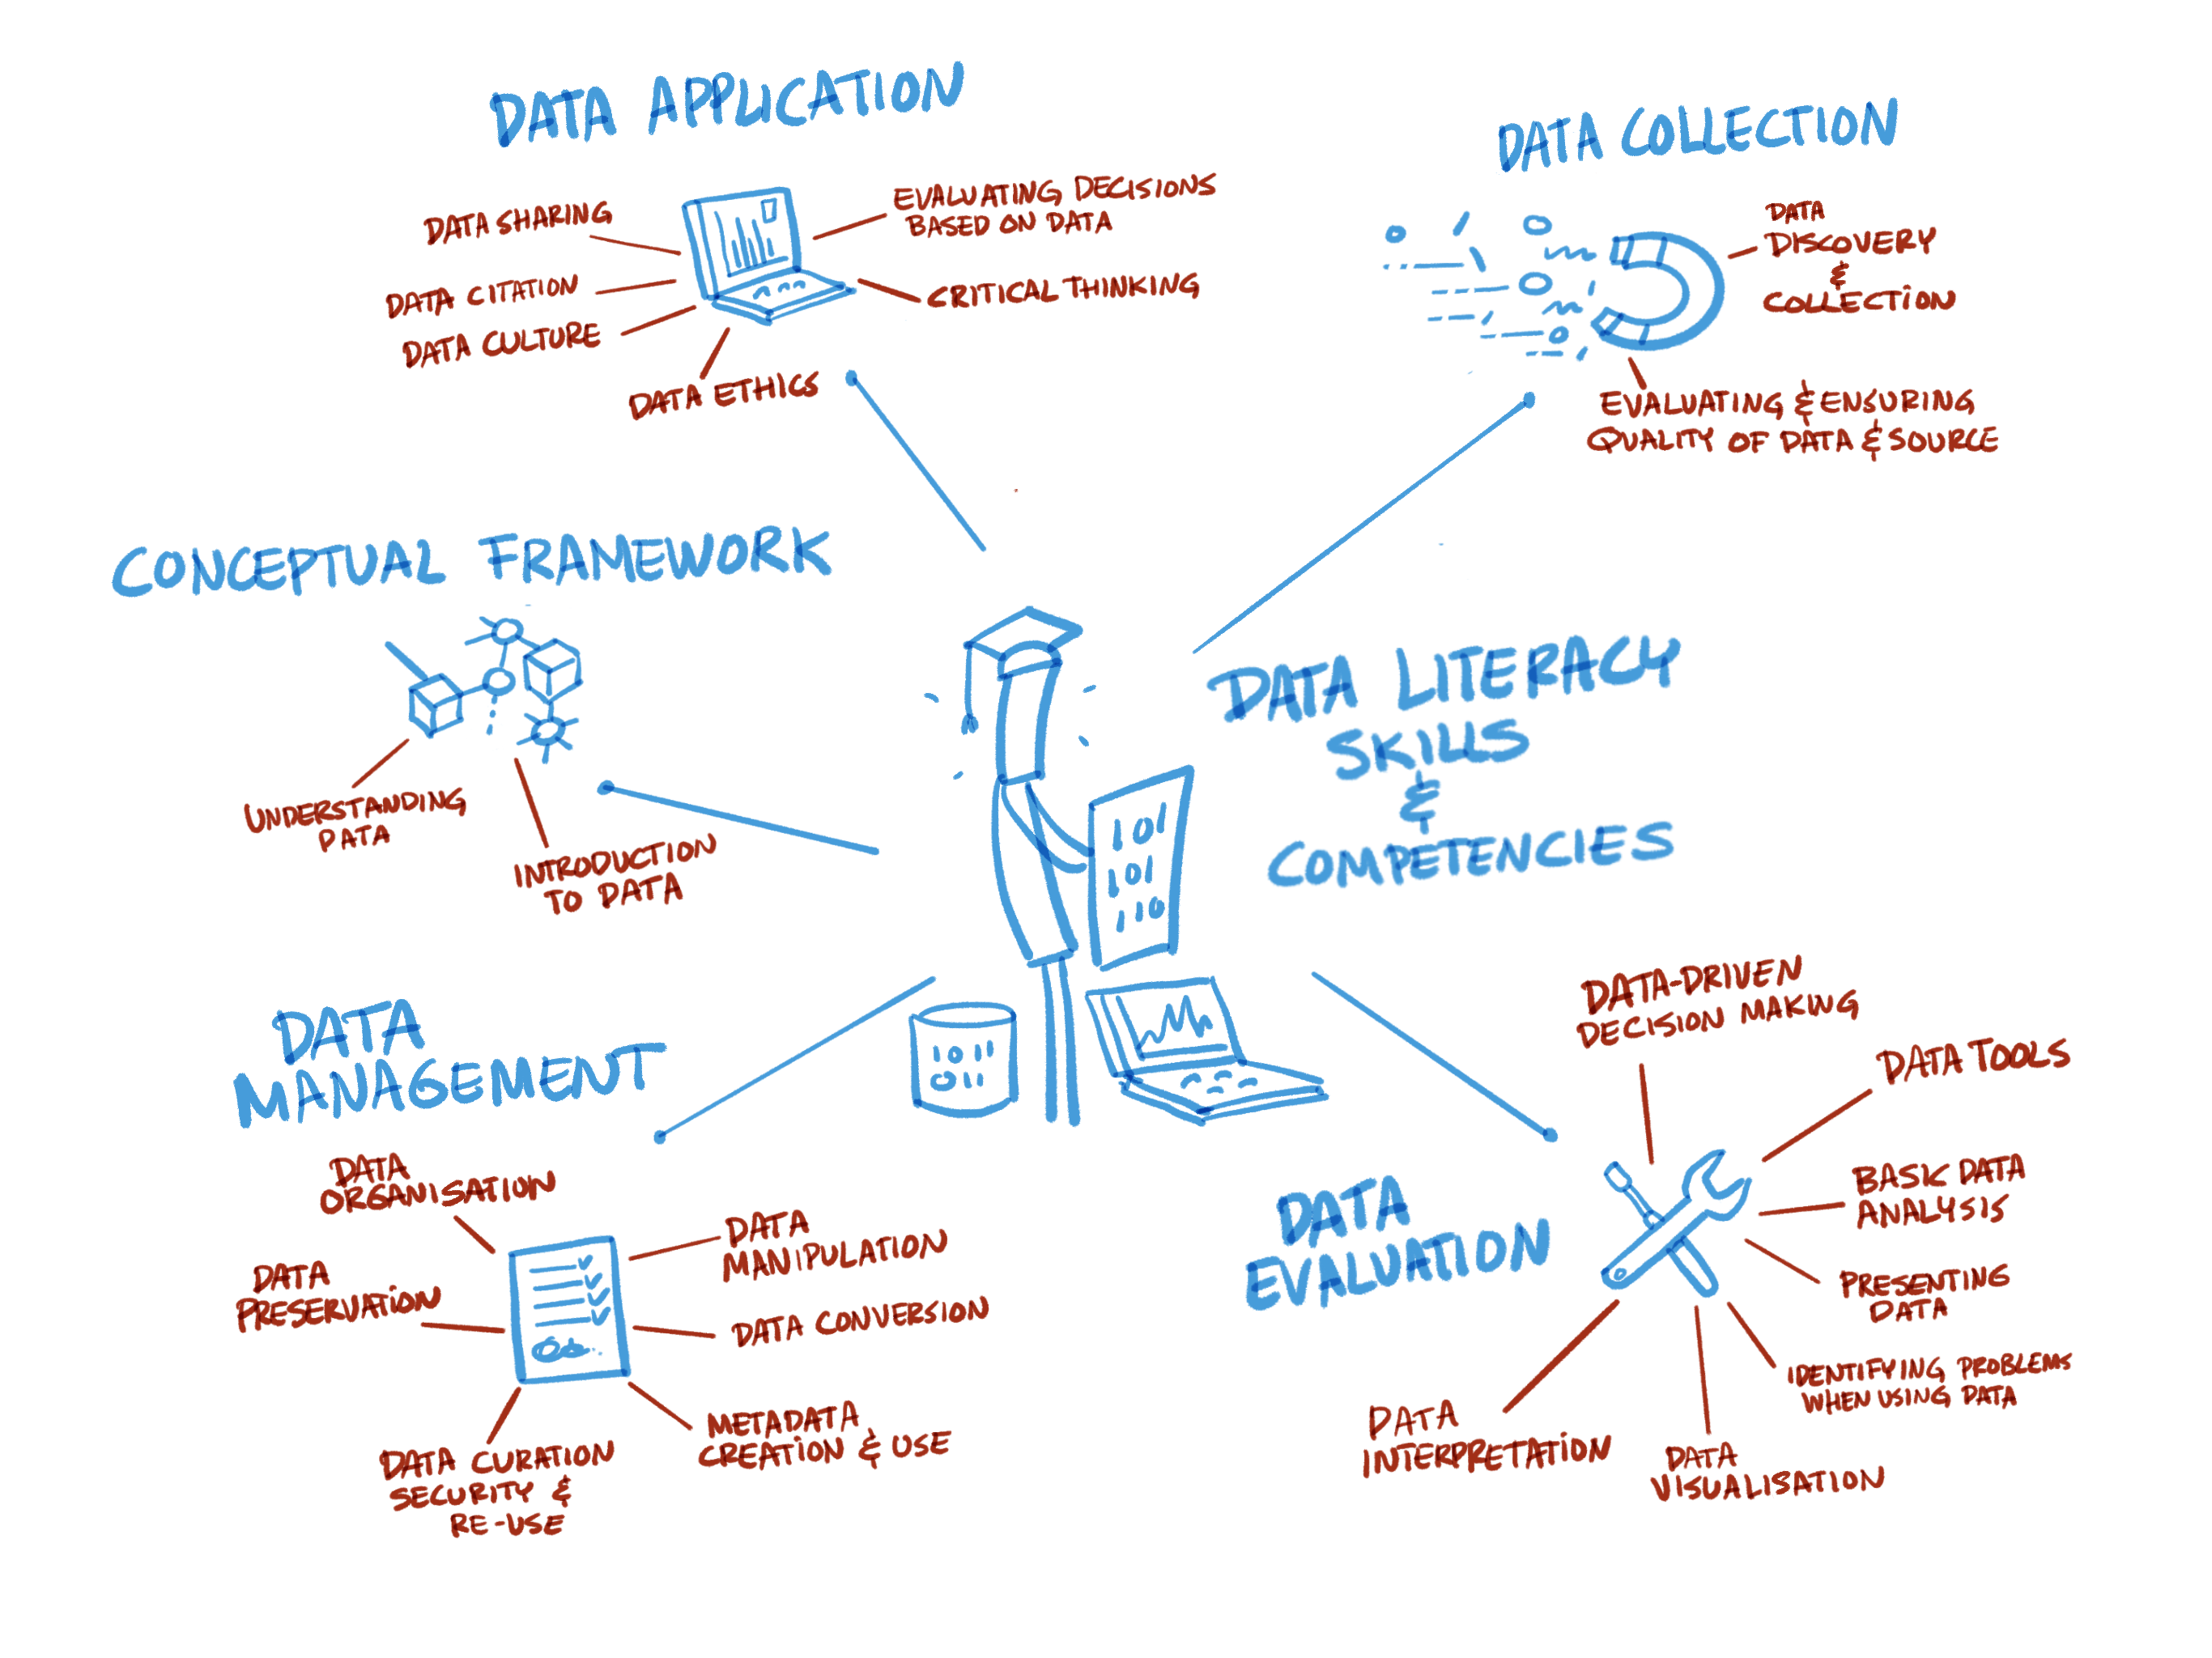 DATA APPLICATION
DATA SHARING
DATA CITATION
DATA CULTURE
DATA ETHICS
EVALUATING DECISIONS
BASED ON DATA
CRITICAL THINKING
DATA COLLECTION
DATA
DISCOVERY
&
COLLECTION
EVALUATING & ENSURING
QUALITY OF DATA & SOURCE
CONCEPTUAL FRAMEWORK
UNDERSTANDING
DATA
INTRODUCTION
TO DATA
DATA LITERACY
SKILLS
&
COMPETENCIES
101
101
110
1011
011
DATA
MANAGEMENT
DATA
ORGANISATION
DATA
PRESERVATION
DATA CURATION
SECURITY &
RE-USE
DATA
MANIPULATION
DATA CONVERSION
METADATA
CREATION & USE
DATA
EVALUATION
DATA-DRIVEN
DECISION MAKING
DATA TOOLS
BASIC DATA
ANALYSIS
PRESENTING
DATA
IDENTIFYING PROBLEMS
WHEN USING DATA
DATA
VISUALISATION
DATA
INTERPRETATION